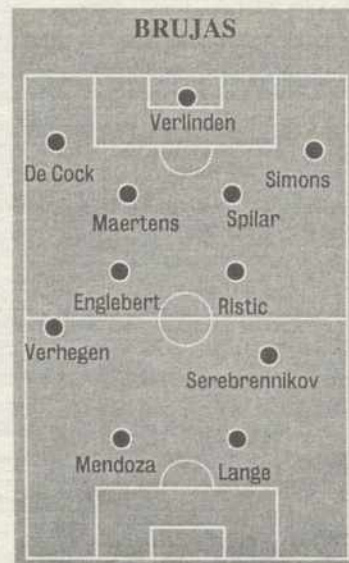 BRUJAS
Verlinden
De Cock
Simons
Maertens
Spilar
Englebert
Ristic
Verhegen
Serebrennikov
Mendoza
Lange